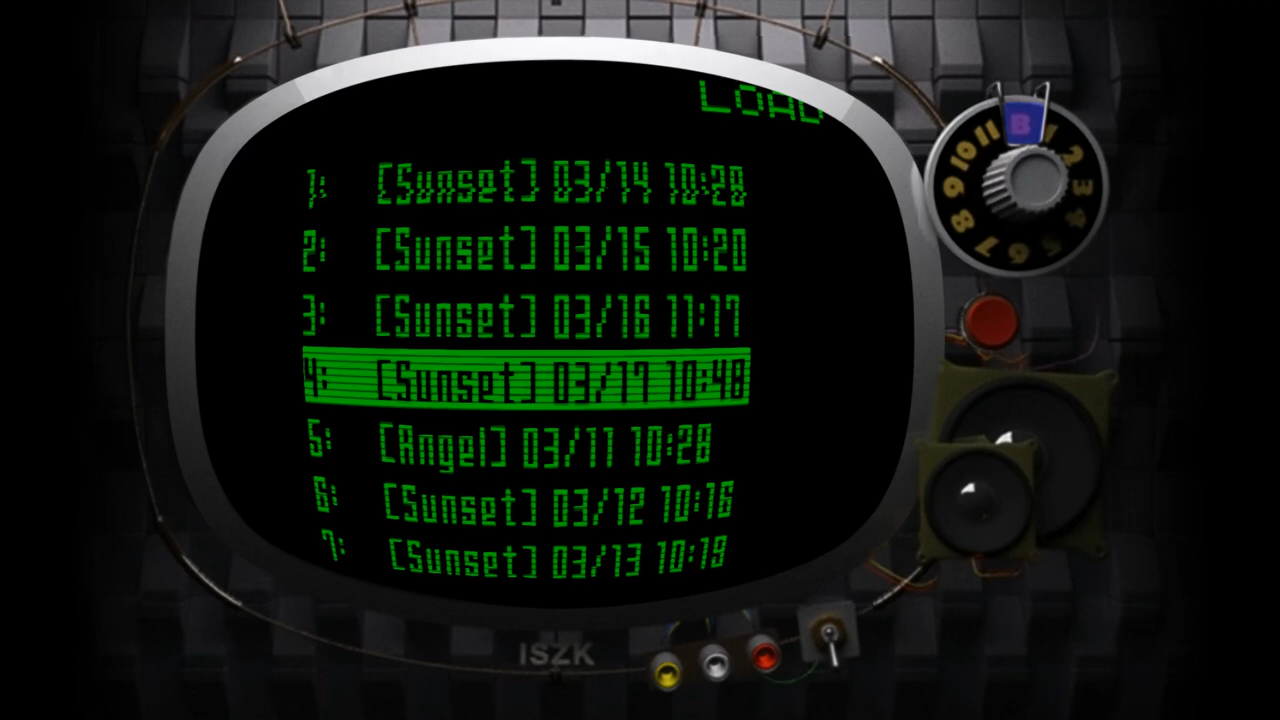 LOAD
1: [Sunset] 03/14 10:28
2: [Sunset] 03/15 10:20
3: [Sunset] 03/16 11:17
4: [Sunset] 03/17 10:48
5: [Angel] 03/11 10:28
6: [Sunset] 03/12 10:16
7: [Sunset] 03/13 10:19
B 1 2 3 4 5 6 7 8 9 10 11
ISZK